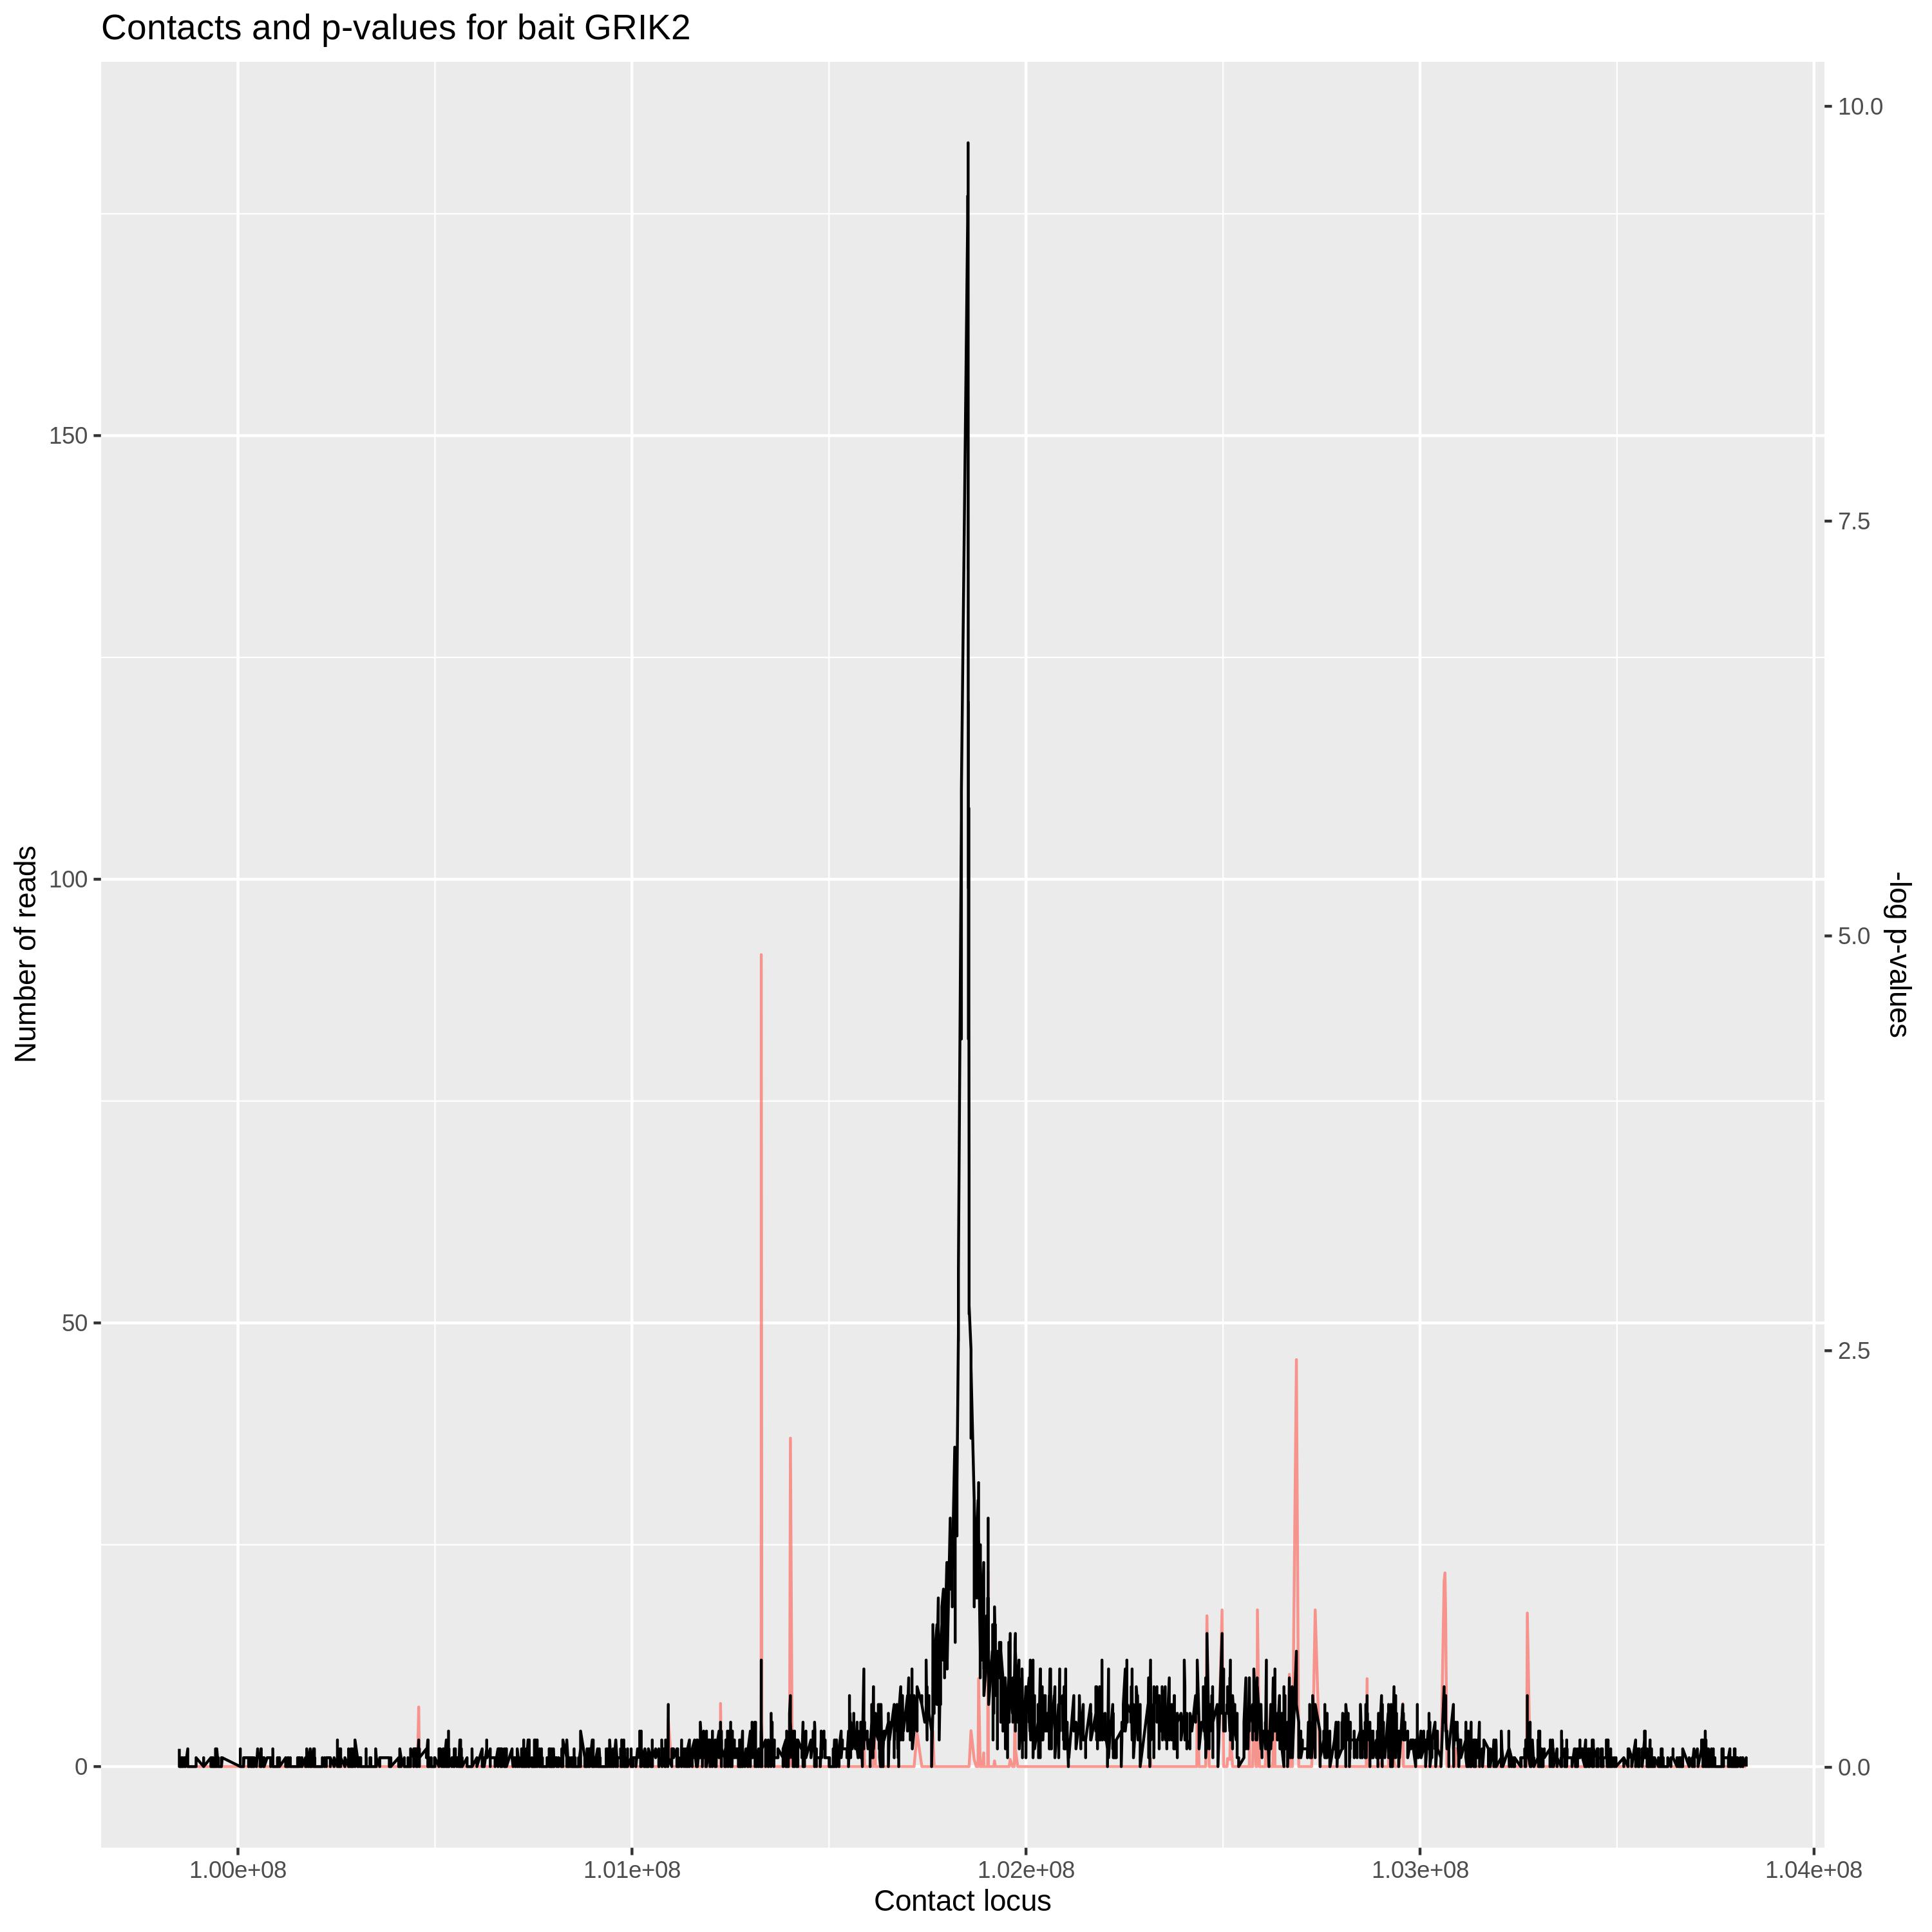 Contacts and p-values for bait GRIK2
Number of reads
150
100
50
0
10.0
7.5
5.0
2.5
0.0
-log p-values
1.00e+08
1.01e+08
1.02e+08
1.03e+08
1.04e+08
Contact locus